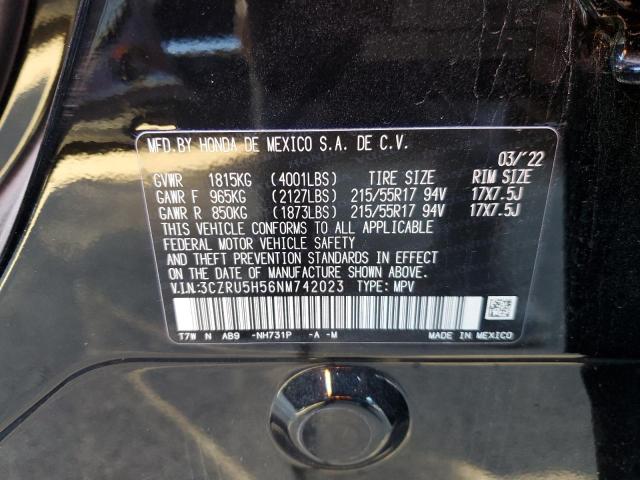 MFD.BY HONDA DE MEXICO S.A. DE C.V.
03/'22
GVWR 1815KG (4001LBS) TIRE SIZE RIM SIZE
GAWR F 965KG (2127LBS) 215/55R17 94V 17X7.5J
GAWR R 850KG (1873LBS) 215/55R17 94V 17X7.5J
THIS VEHICLE CONFORMS TO ALL APPLICABLE
FEDERAL MOTOR VEHICLE SAFETY
AND THEFT PREVENTION STANDARDS IN EFFECT
ON THE DATE OF MANUFACTURE SHOWN ABOVE.
V.I.N:3CZRU5H56NM742023 TYPE: MPV
T7W N AB9 -NH731P -A -M MADE IN MEXICO